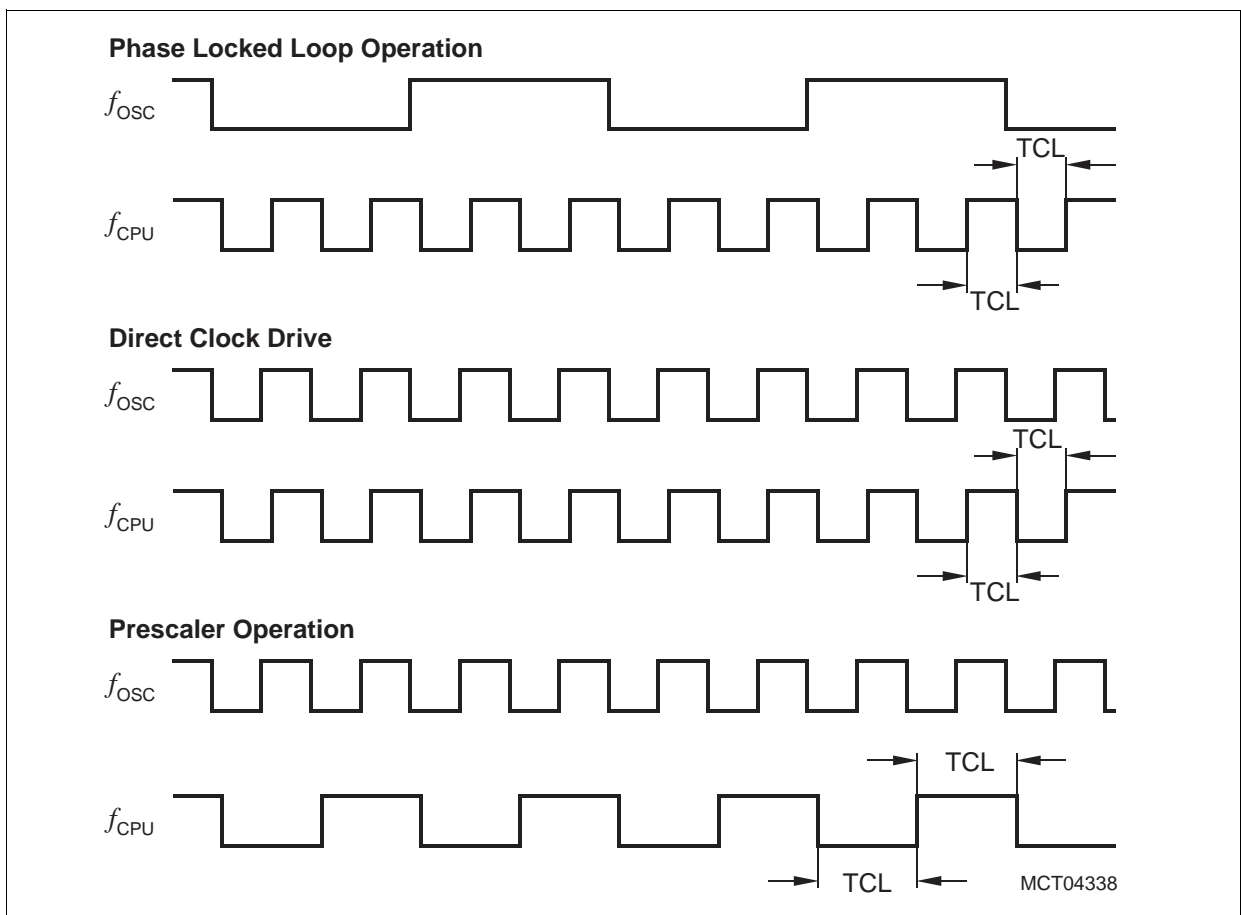 Phase Locked Loop Operation
fOSC
TCL
fCPU
TCL
Direct Clock Drive
fOSC
TCL
fCPU
TCL
Prescaler Operation
fOSC
TCL
fCPU
TCL
MCT04338